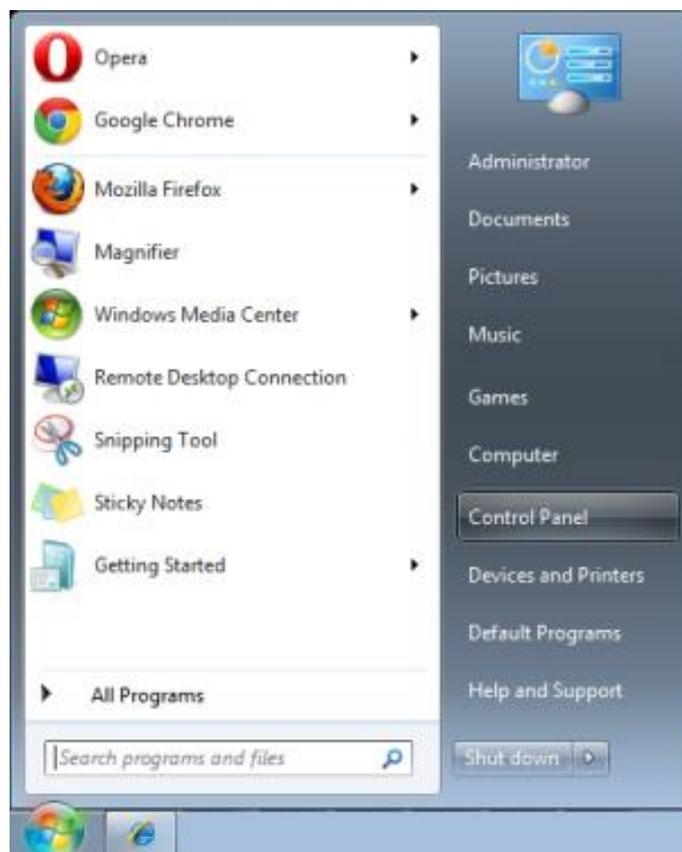 Opera
Google Chrome
Mozilla Firefox
Magnifier
Windows Media Center
Remote Desktop Connection
Snipping Tool
Sticky Notes
Getting Started
All Programs
Search programs and files
Administrator
Documents
Pictures
Music
Games
Computer
Control Panel
Devices and Printers
Default Programs
Help and Support
Shut down